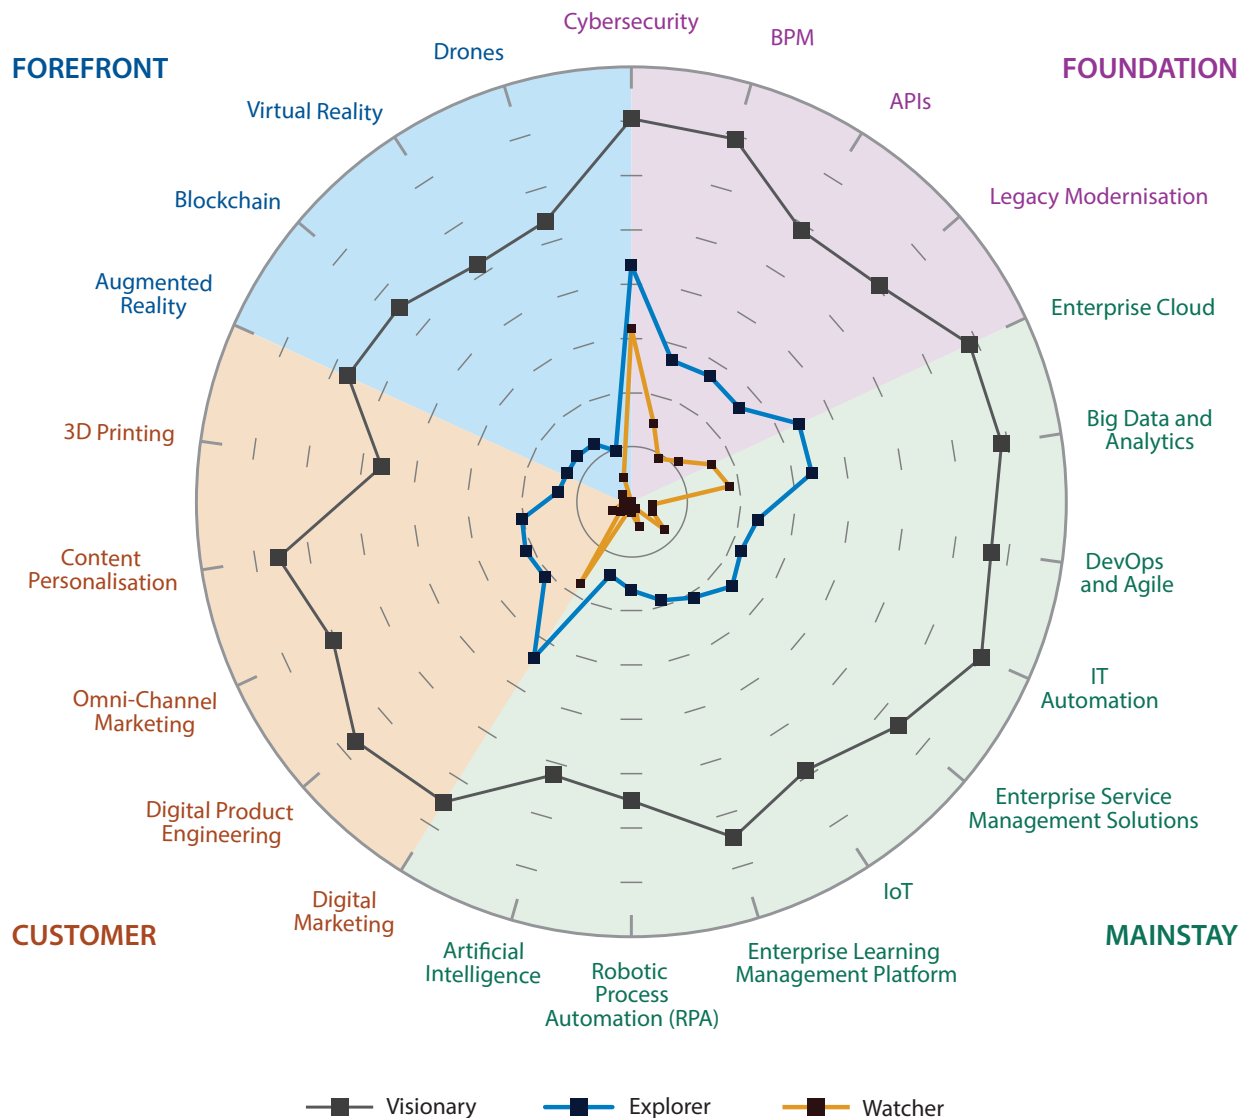 Cybersecurity
BPM
Drones
FOREFRONT
FOUNDATION
APIs
Virtual Reality
Legacy Modernisation
Blockchain
Augmented
Reality
Enterprise Cloud
Big Data and
Analytics
3D Printing
Content
Personalisation
DevOps
and Agile
IT
Automation
Omni-Channel
Marketing
Enterprise Service
Management Solutions
Digital Product
Engineering
IoT
Digital
Marketing
CUSTOMER
MAINSTAY
Artificial
Intelligence
Enterprise Learning
Management Platform
Robotic
Process
Automation (RPA)
Visionary
Explorer
Watcher